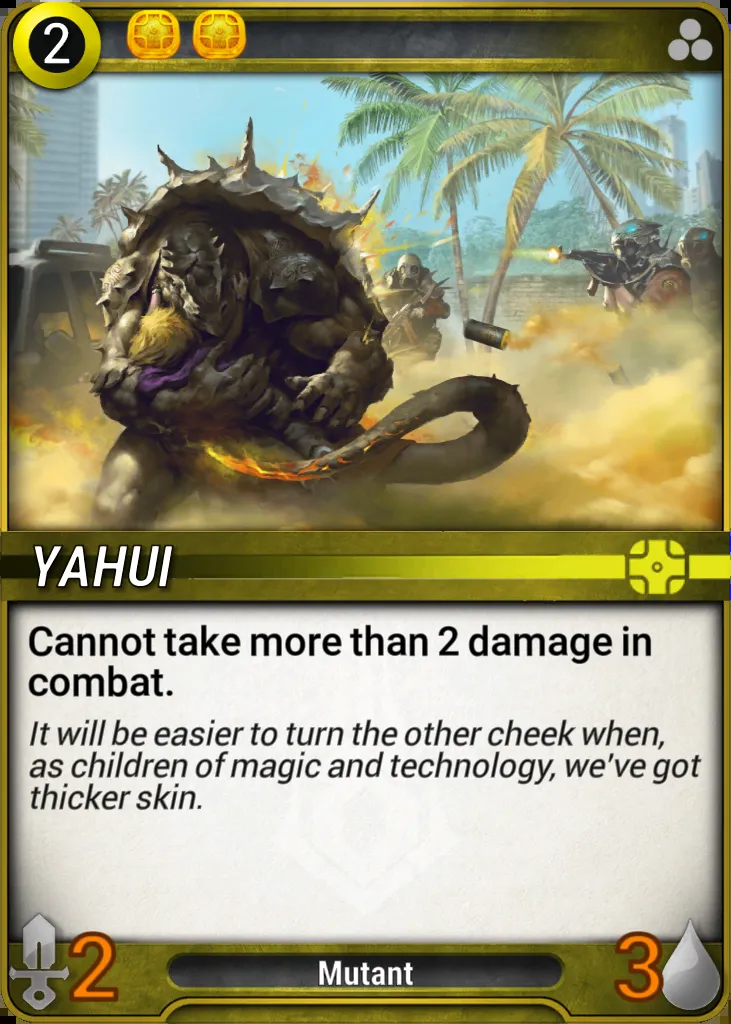 2
YAHUI
Cannot take more than 2 damage in
combat.
It will be easier to turn the other cheek when,
as children of magic and technology, we've got
thicker skin.
2
Mutant
3